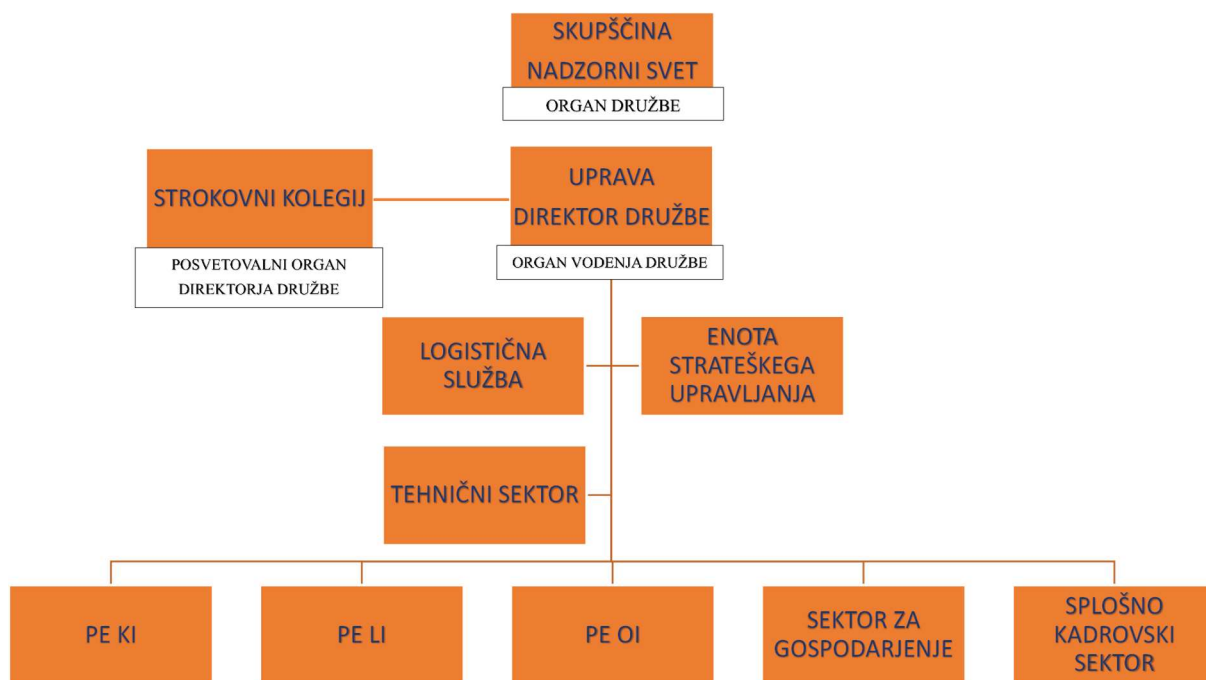 SKUPŠČINA
NADZORNI SVET
ORGAN DRUŽBE
STROKOVNI KOLEGIJ
POSVETOVALNI ORGAN
DIREKTORJA DRUŽBE
UPRAVA
DIREKTOR DRUŽBE
ORGAN VODENJA DRUŽBE
LOGISTIČNA
SLUŽBA
ENOTA
STRATEŠKEGA
UPRAVLJANJA
TEHNIČNI SEKTOR
PE KI
PE LI
PE OI
SEKTOR ZA
GOSPODARJENJE
SPLOŠNO
KADROVSKI
SEKTOR